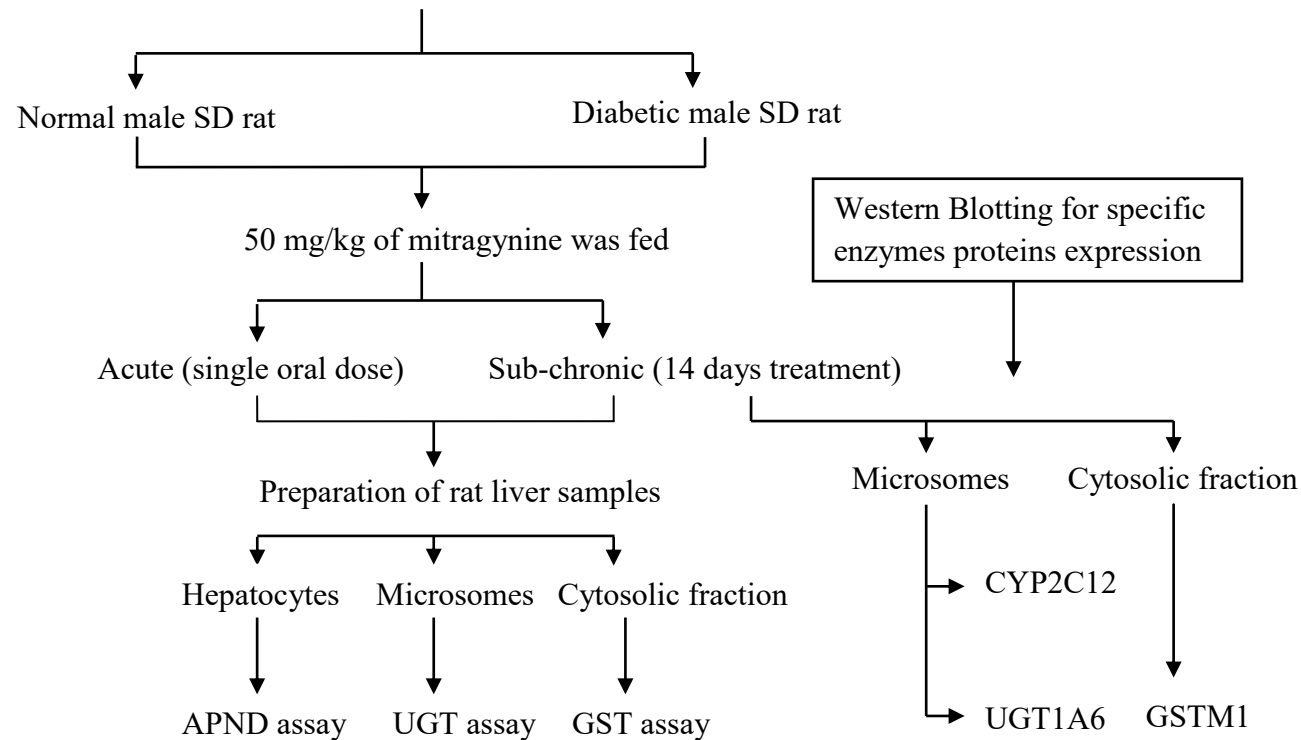 Normal male SD rat
Diabetic male SD rat
50 mg/kg of mitragynine was fed
Western Blotting for specific
enzymes proteins expression
Acute (single oral dose)
Sub-chronic (14 days treatment)
Preparation of rat liver samples
Microsomes
Cytosolic fraction
Hepatocytes
Microsomes
Cytosolic fraction
CYP2C12
APND assay
UGT assay
GST assay
UGT1A6
GSTM1